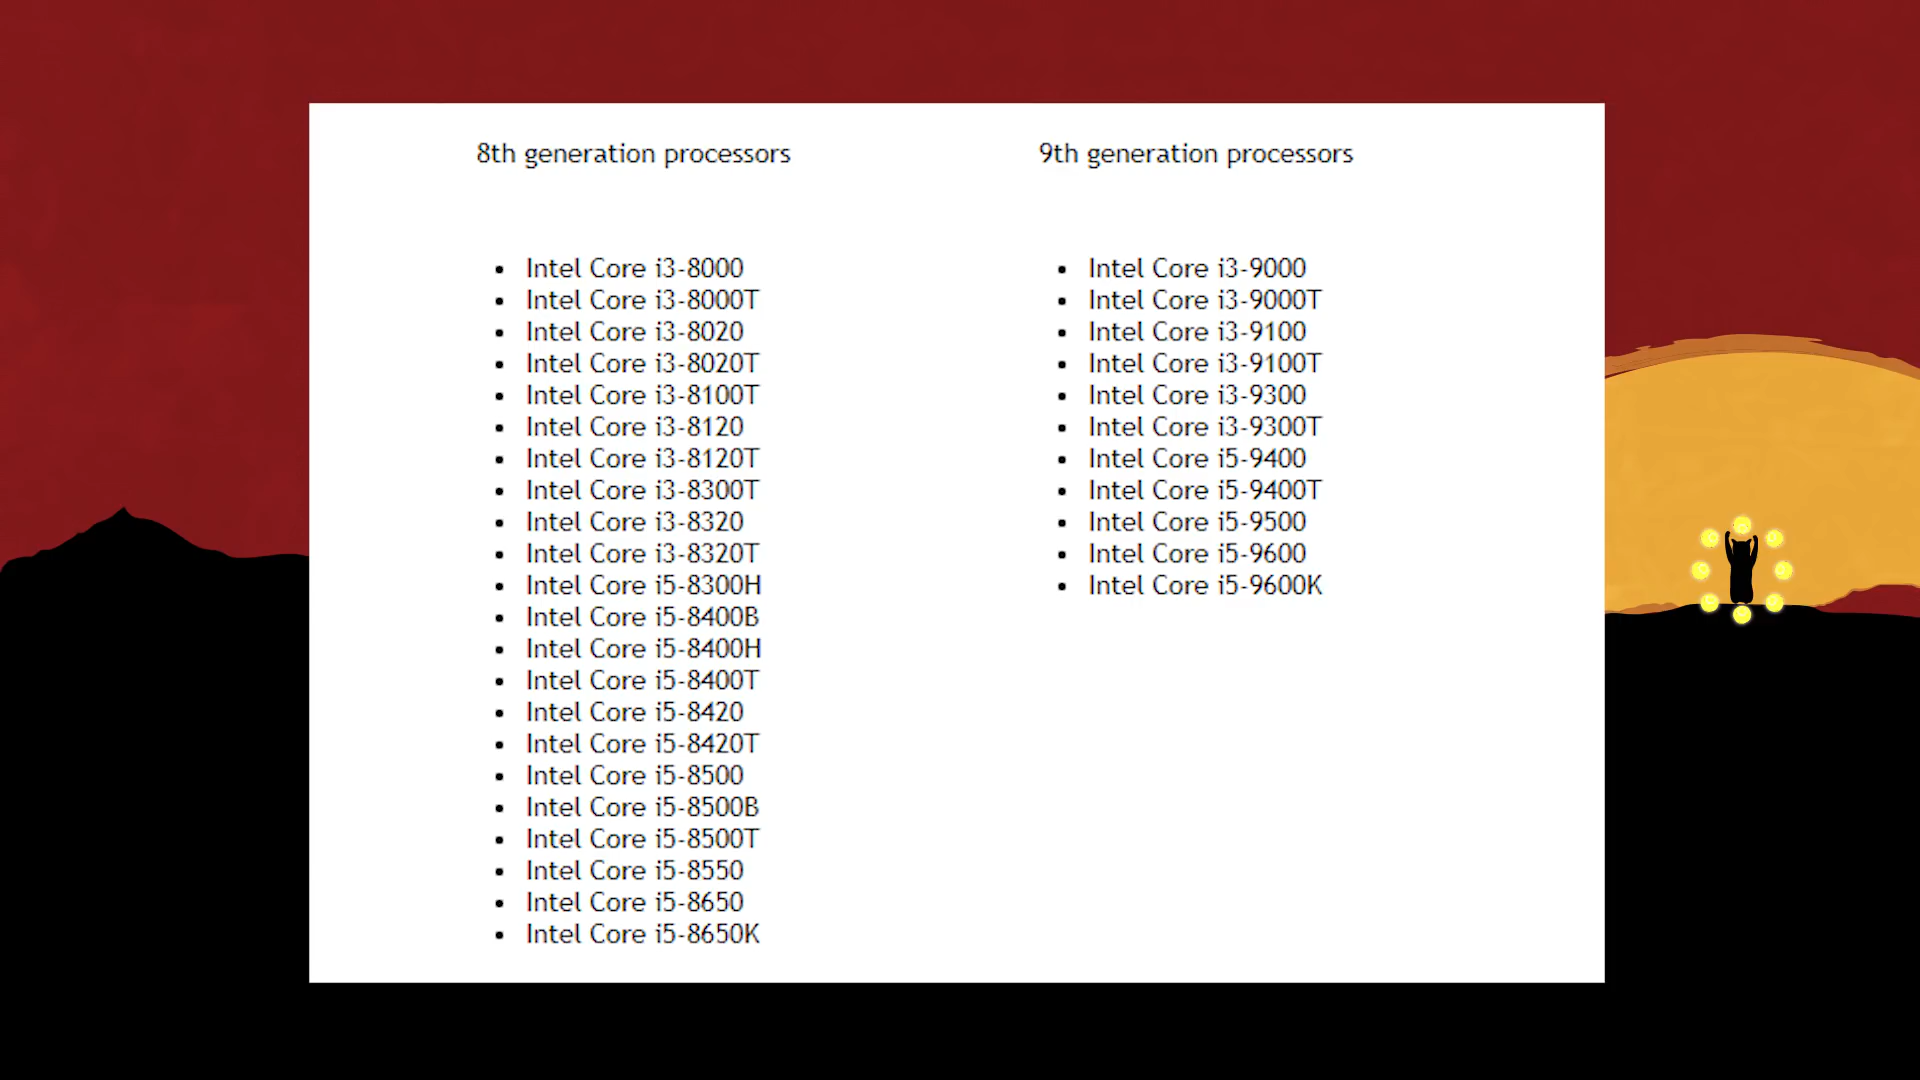 8th generation processors
• Intel Core i3-8000
• Intel Core i3-8000T
• Intel Core i3-8020
• Intel Core i3-8020T
• Intel Core i3-8100T
• Intel Core i3-8120
• Intel Core i3-8120T
• Intel Core i3-8300T
• Intel Core i3-8320
• Intel Core i3-8320T
• Intel Core i5-8300H
• Intel Core i5-8400B
• Intel Core i5-8400H
• Intel Core i5-8400T
• Intel Core i5-8420
• Intel Core i5-8420T
• Intel Core i5-8500
• Intel Core i5-8500B
• Intel Core i5-8500T
• Intel Core i5-8550
• Intel Core i5-8650
• Intel Core i5-8650K
9th generation processors
• Intel Core i3-9000
• Intel Core i3-9000T
• Intel Core i3-9100
• Intel Core i3-9100T
• Intel Core i3-9300
• Intel Core i3-9300T
• Intel Core i5-9400
• Intel Core i5-9400T
• Intel Core i5-9500
• Intel Core i5-9600
• Intel Core i5-9600K